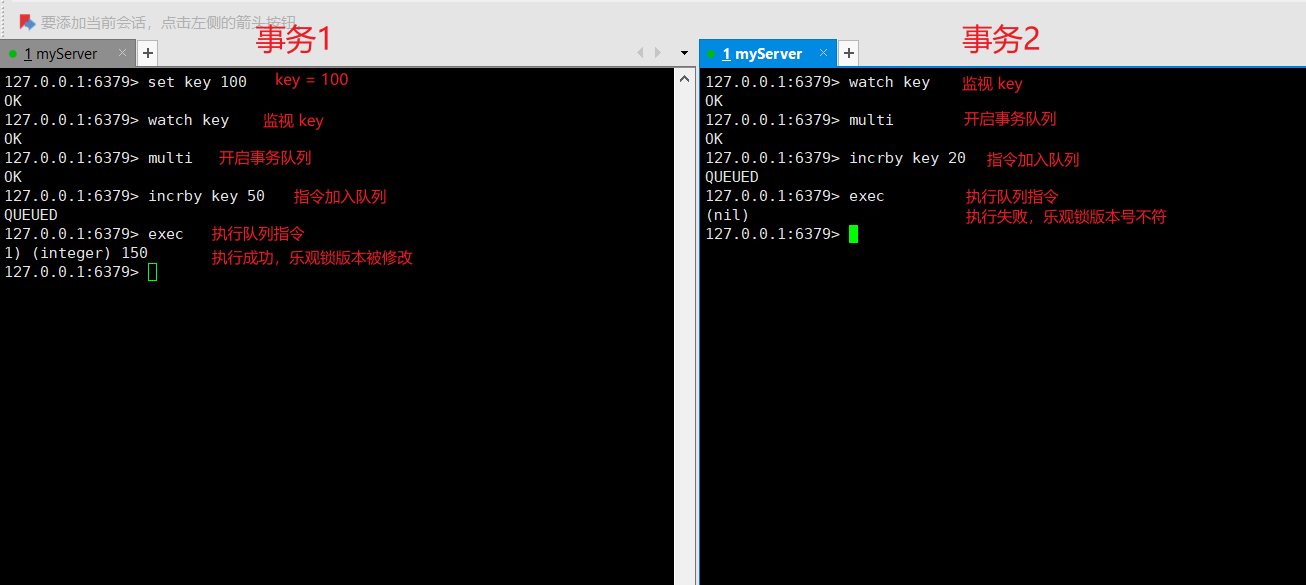 要添加当前会话，点击左侧的箭头按钮
事务1
1 myServer
127.0.0.1:6379> set key 100 key = 100
OK
127.0.0.1:6379> watch key 监视 key
OK
127.0.0.1:6379> multi 开启事务队列
OK
127.0.0.1:6379> incrby key 50 指令加入队列
QUEUED
127.0.0.1:6379> exec 执行队列指令
1) (integer) 150 执行成功，乐观锁版本被修改
127.0.0.1:6379>
事务2
1 myServer
127.0.0.1:6379> watch key 监视 key
OK
127.0.0.1:6379> multi 开启事务队列
OK
127.0.0.1:6379> incrby key 20 指令加入队列
QUEUED
127.0.0.1:6379> exec 执行队列指令
(nil) 执行失败，乐观锁版本号不符
127.0.0.1:6379>